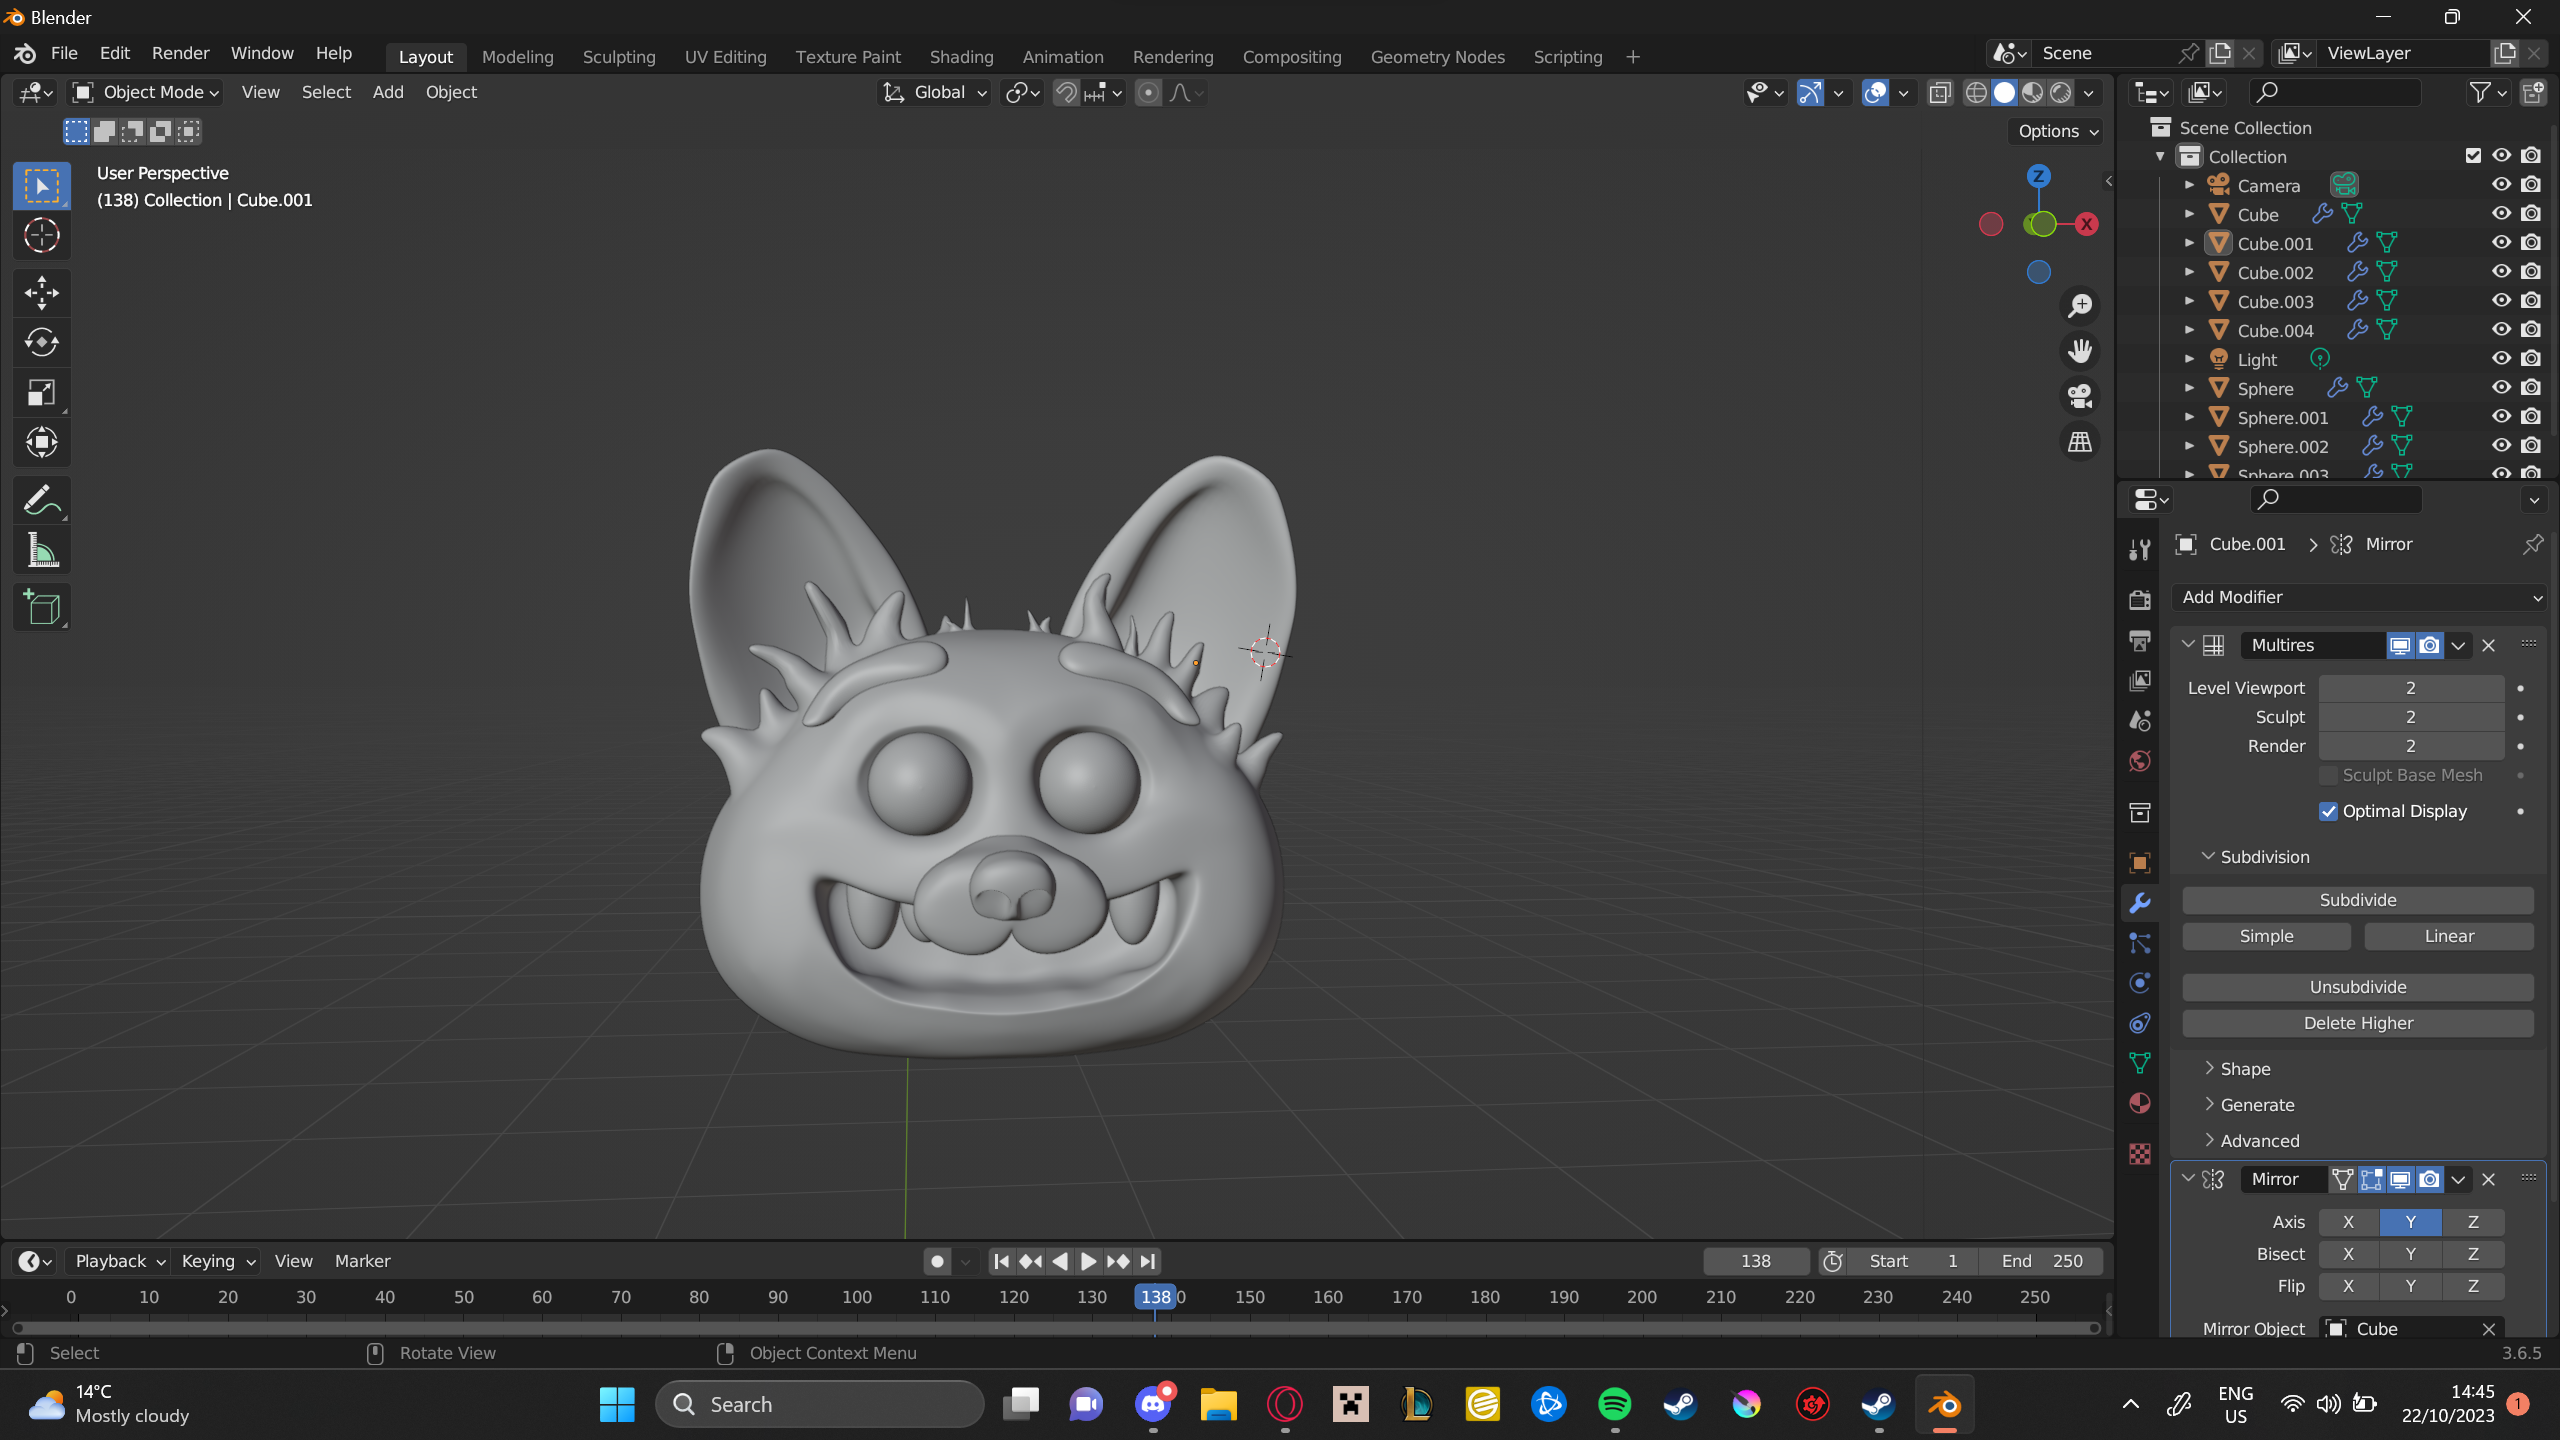 Blender
File Edit Render Window Help Layout Modeling Sculpting UV Editing Texture Paint Shading Animation Rendering Compositing Geometry Nodes Scripting + Scene ViewLayer
Object Mode View Select Add Object Global
Options
User Perspective
(138) Collection | Cube.001
Z
X
Scene Collection
Collection
Camera
Cube
Cube.001
Cube.002
Cube.003
Cube.004
Light
Sphere
Sphere.001
Sphere.002
Sphere.003
Cube.001 Mirror
Add Modifier
Multires
Level Viewport 2
Sculpt 2
Render 2
Sculpt Base Mesh
Optimal Display
Subdivision
Subdivide
Simple Linear
Unsubdivide
Delete Higher
Shape
Generate
Advanced
Mirror
Axis X Y Z
Bisect X Y Z
Flip X Y Z
Mirror Object Cube
Playback Keying View Marker 138 Start 1 End 250
0 10 20 30 40 50 60 70 80 90 100 110 120 130 138 0 150 160 170 180 190 200 210 220 230 240 250
Select Rotate View Object Context Menu 3.6.5
14°C
Mostly cloudy
Search
ENG
US
14:45
22/10/2023
1